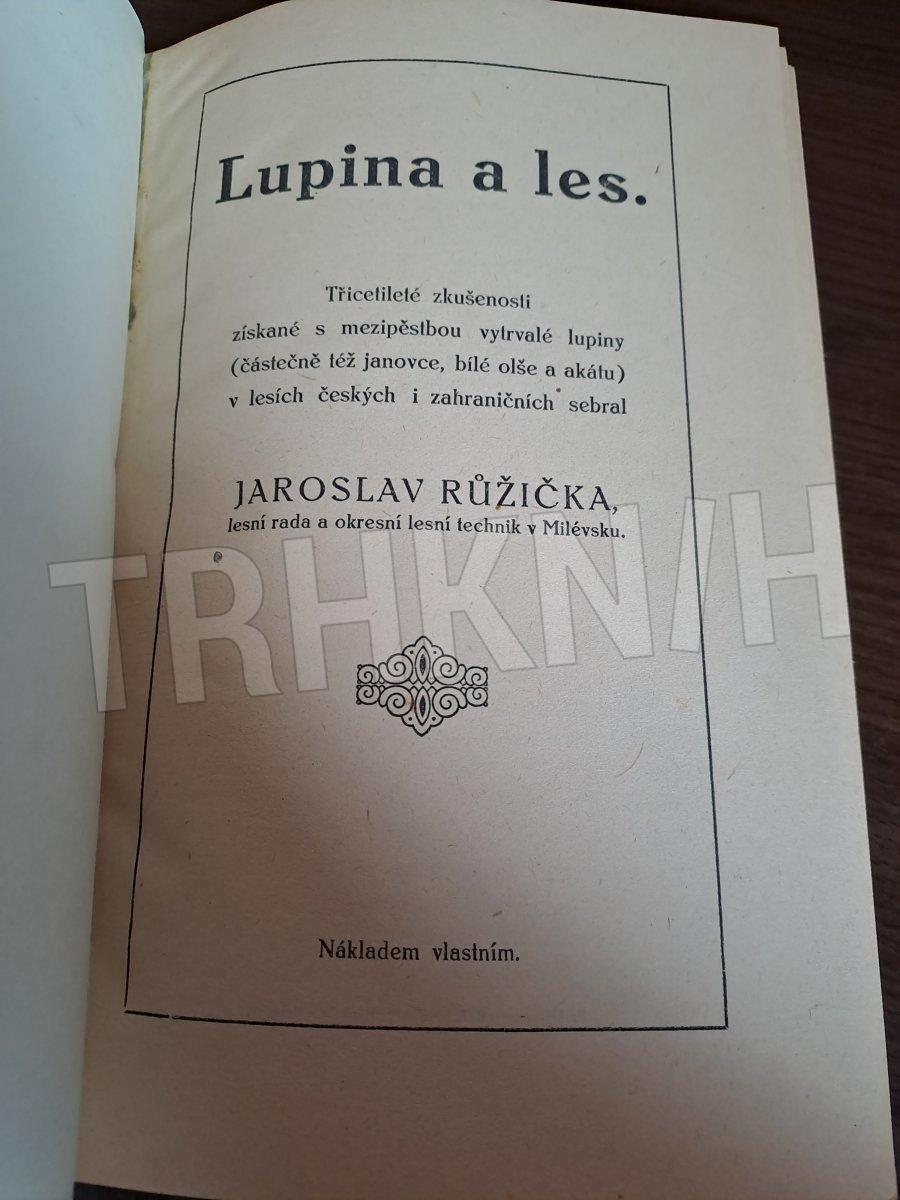 Lupina a les.
Třicetileté zkušenosti
získané s mezipěstbou vytrvalé lupiny
(částečně též janovce, bílé olše a akátu)
v lesích českých i zahraničních sebral
JAROSLAV RŮŽIČKA,
lesní rada a okresní lesní technik v Milévsku.
TRHKNIH
Nákladem vlastním.